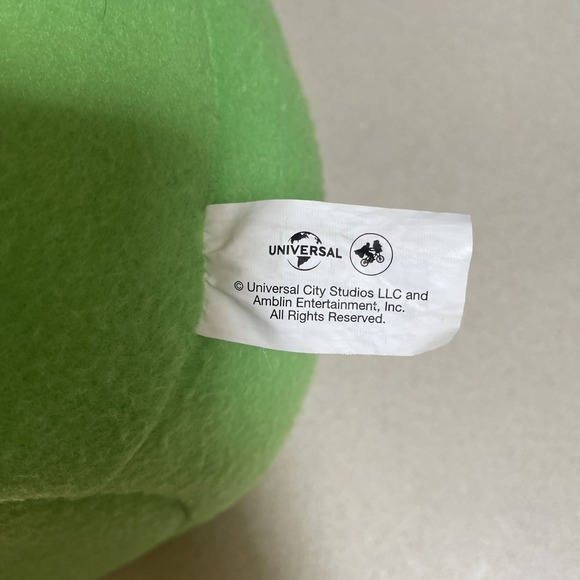 UNIVERSAL
© Universal City Studios LLC and
Amblin Entertainment, Inc.
All Rights Reserved.